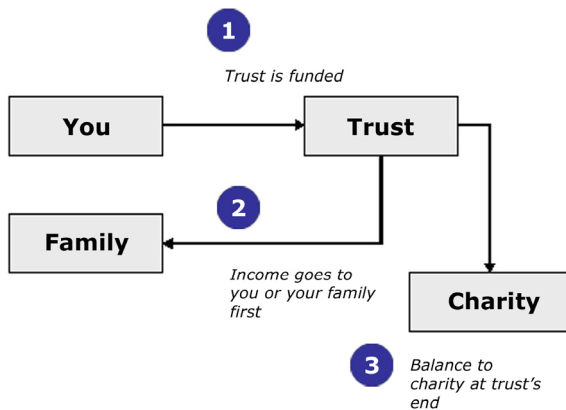 1
Trust is funded
You
Trust
2
Family
Income goes to
you or your family
first
Charity
3
Balance to
charity at trust's
end